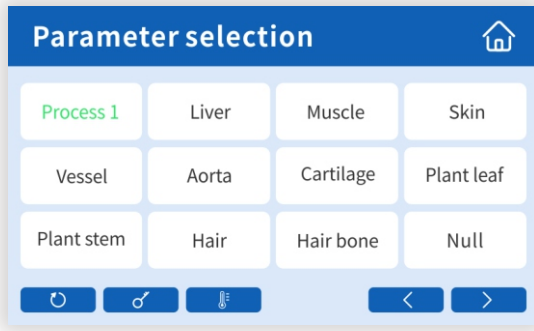 Parameter selection
Process 1 Liver Muscle Skin
Vessel Aorta Cartilage Plant leaf
Plant stem Hair Hair bone Null